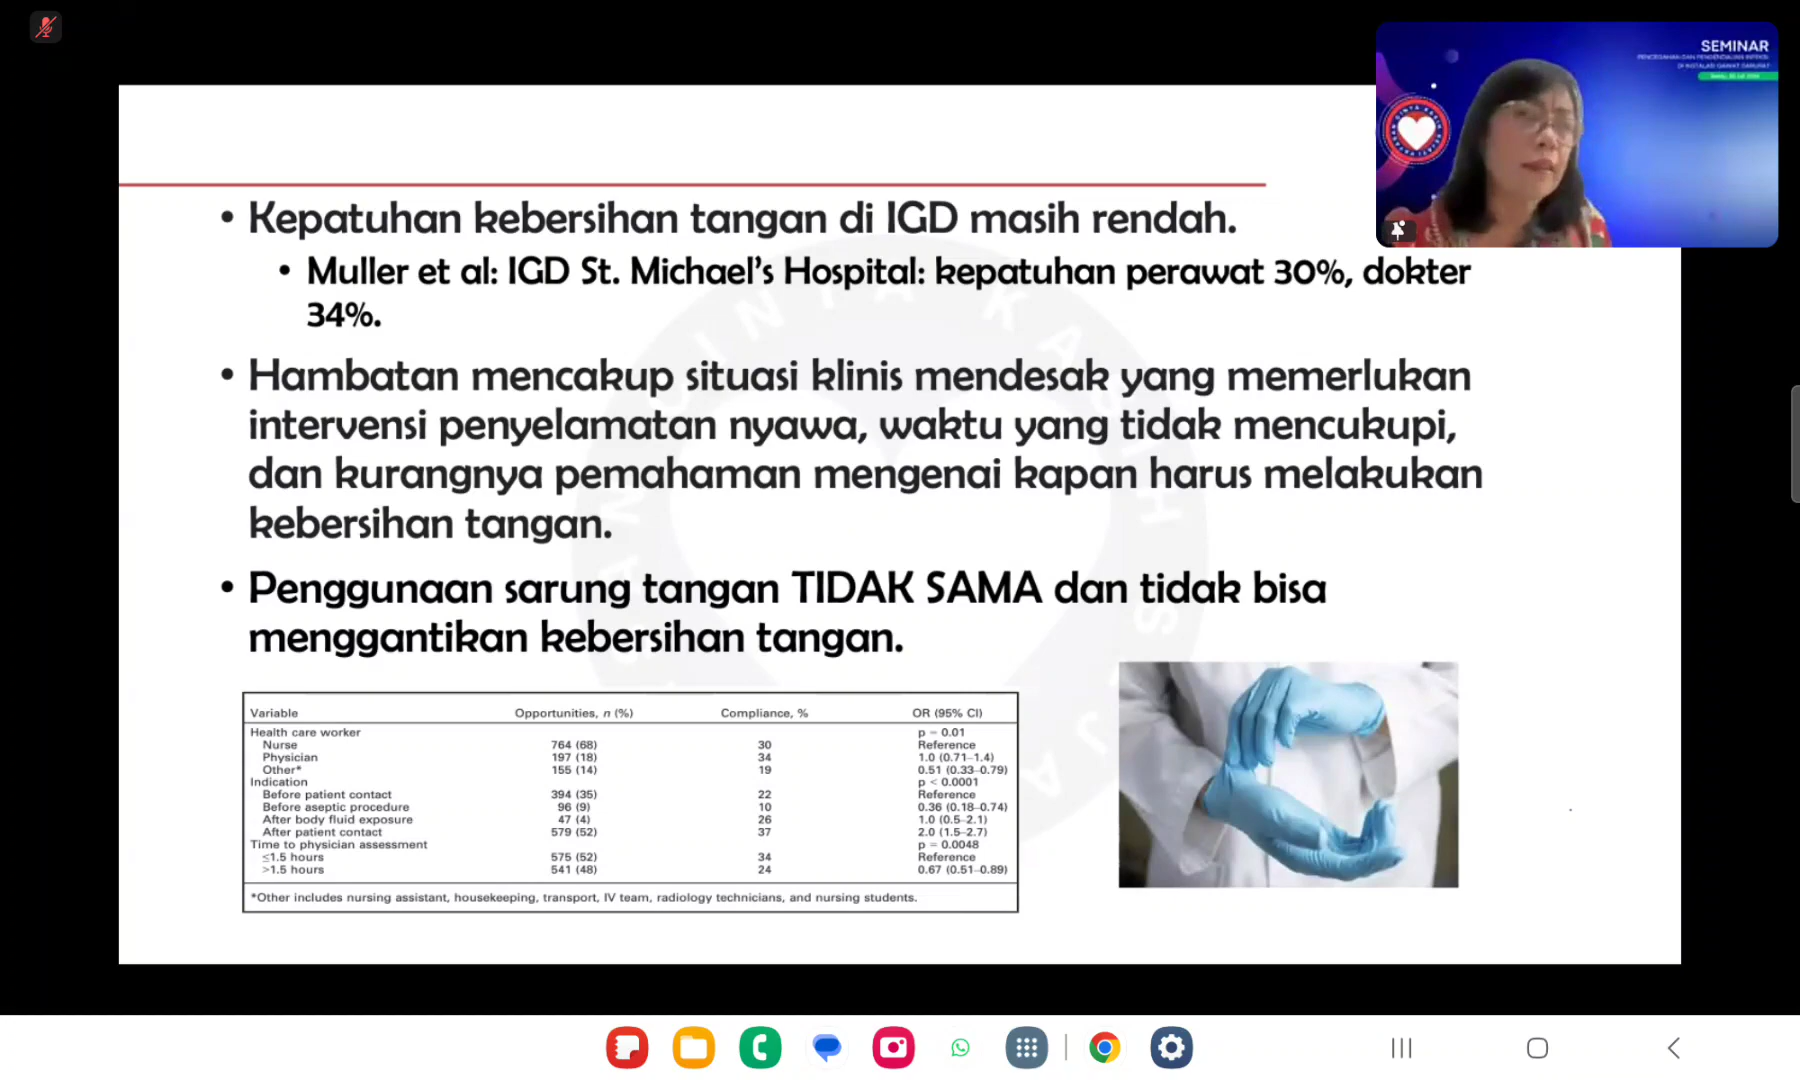 SEMINAR
PENCEGAHAN DAN PENGENDALIAN INFEKSI
DI INSTALASI GAWAT DARURAT
• Kepatuhan kebersihan tangan di IGD masih rendah.
• Muller et al: IGD St. Michael's Hospital: kepatuhan perawat 30%, dokter
34%.
• Hambatan mencakup situasi klinis mendesak yang memerlukan
intervensi penyelamatan nyawa, waktu yang tidak mencukupi,
dan kurangnya pemahaman mengenai kapan harus melakukan
kebersihan tangan.
• Penggunaan sarung tangan TIDAK SAMA dan tidak bisa
menggantikan kebersihan tangan.
Variable Opportunities, n (%) Compliance, % OR (95% CI)
Health care worker p = 0.01
Nurse 764 (68) 30 Reference
Physician 197 (18) 34 1.0 (0.71–1.4)
Other* 155 (14) 19 0.51 (0.33–0.79)
Indication p < 0.0001
Before patient contact 394 (35) 22 Reference
Before aseptic procedure 96 (9) 10 0.36 (0.18–0.74)
After body fluid exposure 47 (4) 26 1.0 (0.5–2.1)
After patient contact 579 (52) 37 2.0 (1.5–2.7)
Time to physician assessment p = 0.0048
≤1.5 hours 575 (52) 34 Reference
>1.5 hours 541 (48) 24 0.67 (0.51–0.89)
*Other includes nursing assistant, housekeeping, transport, IV team, radiology technicians, and nursing students.